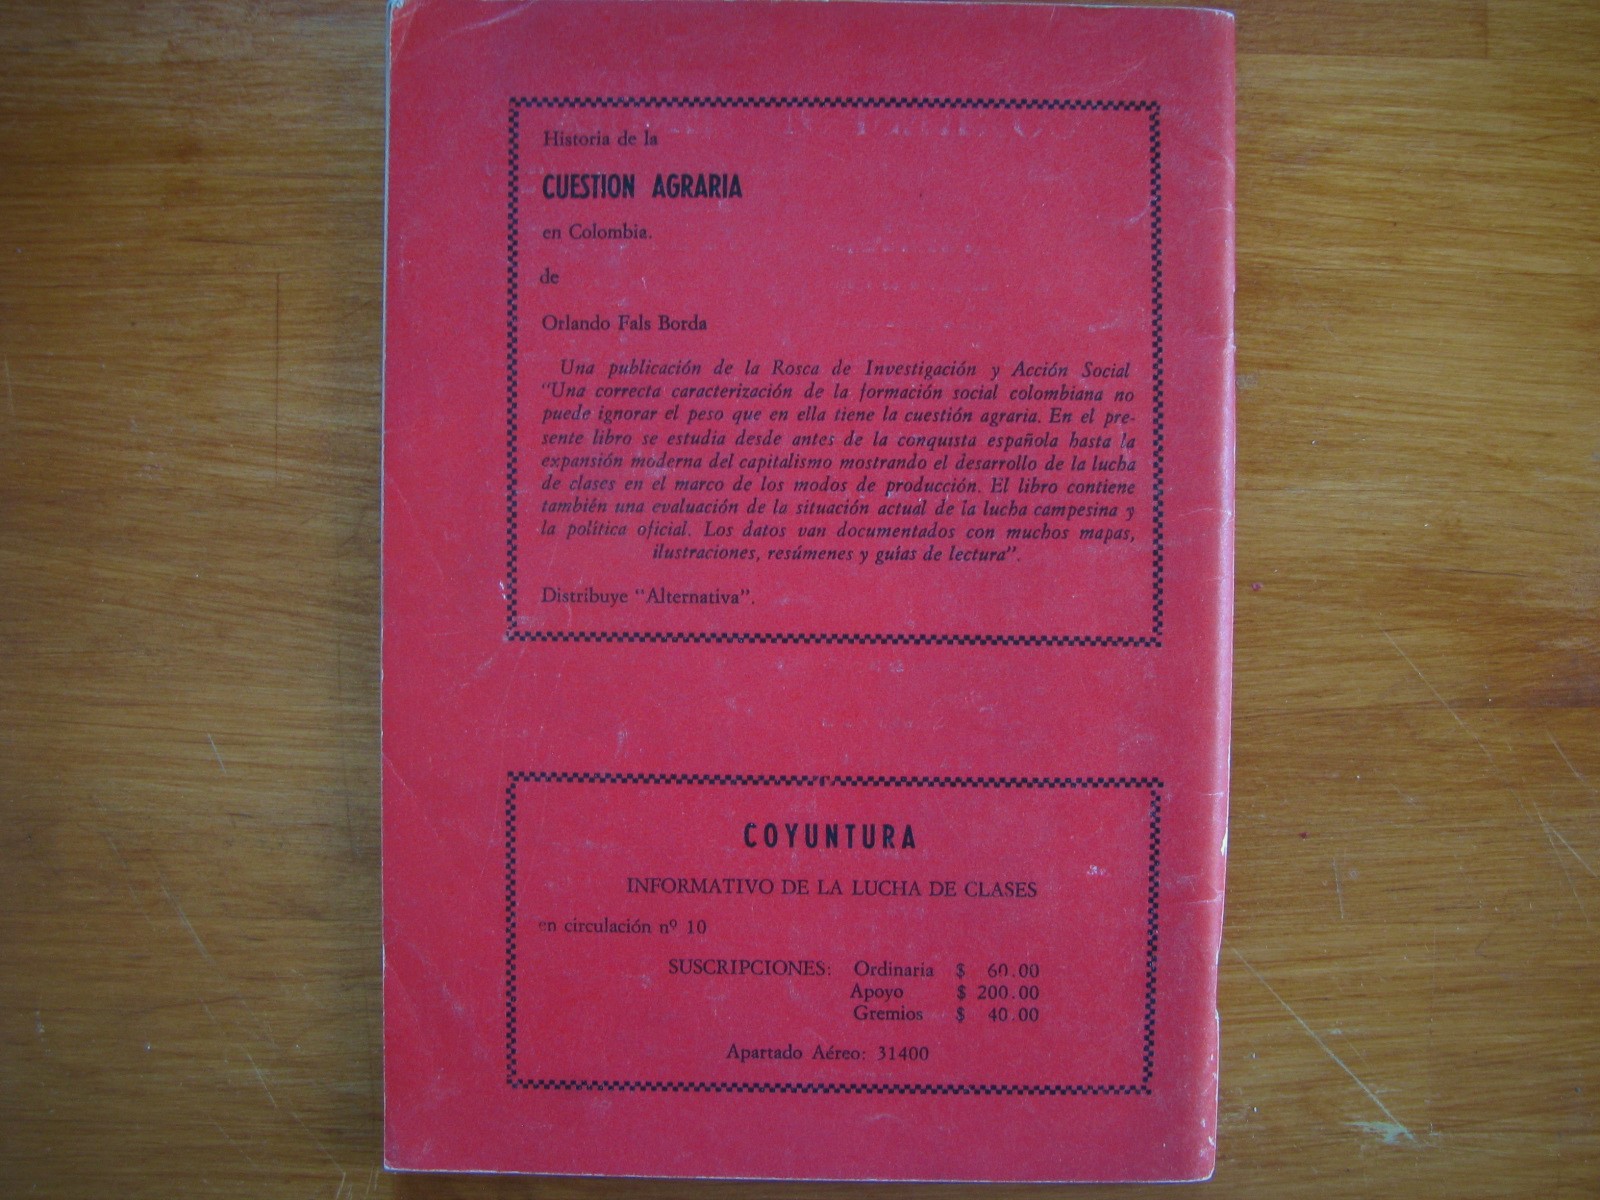 Historia de la
CUESTION AGRARIA
en Colombia.
de
Orlando Fals Borda
Una publicación de la Rosca de Investigación y Acción Social
“Una correcta caracterización de la formación social colombiana no
puede ignorar el peso que en ella tiene la cuestión agraria. En el pre-
sente libro se estudia desde antes de la conquista española hasta la
expansión moderna del capitalismo mostrando el desarrollo de la lucha
de clases en el marco de los modos de producción. El libro contiene
también una evaluación de la situación actual de la lucha campesina y
la política oficial. Los datos van documentados con muchos mapas,
ilustraciones, resúmenes y guías de lectura”.
Distribuye “Alternativa”.
COYUNTURA
INFORMATIVO DE LA LUCHA DE CLASES
en circulación nº 10
SUSCRIPCIONES: Ordinaria $ 60.00
Apoyo $ 200.00
Gremios $ 40.00
Apartado Aéreo: 31400